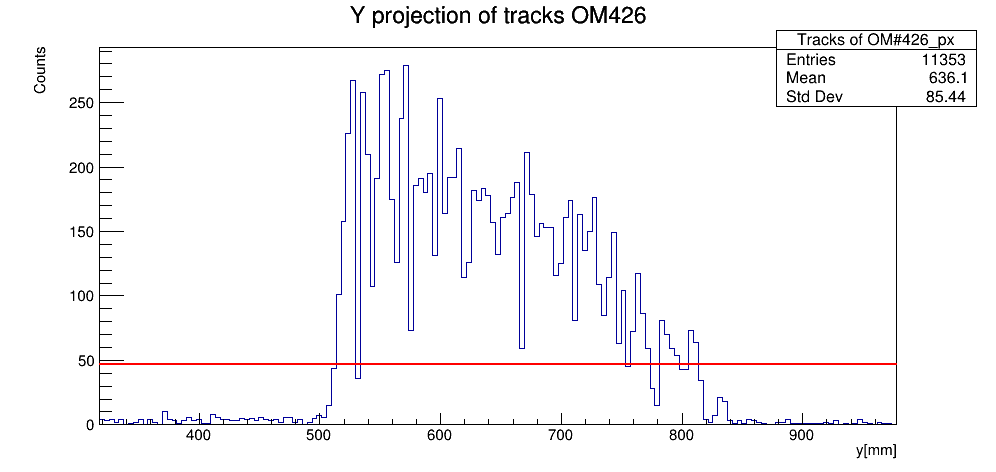 Y projection of tracks OM426
Tracks of OM#426_px
Entries 11353
Mean 636.1
Std Dev 85.44
Counts
250
200
150
100
50
0
400 500 600 700 800 900
y[mm]